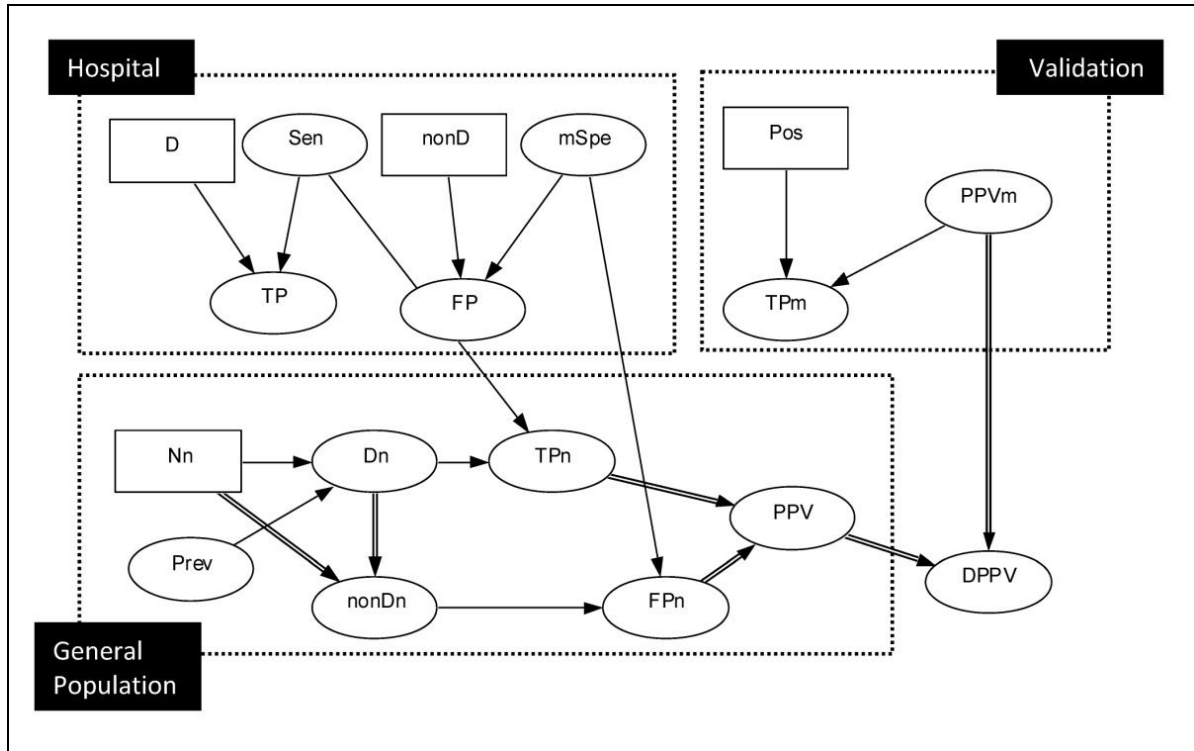 Hospital
Validation
D
Sen
nonD
mSpe
Pos
PPVm
TP
FP
TPm
Nn
Dn
TPn
PPV
Prev
nonDn
FPn
DPPV
General
Population